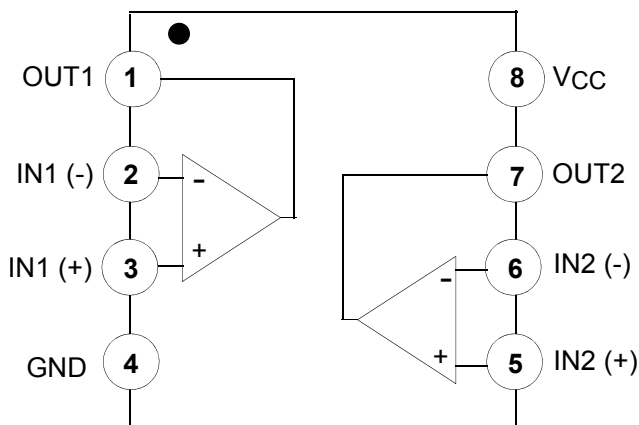 OUT1 1
8 VCC
IN1 (-) 2 -
7 OUT2
IN1 (+) 3 +
- 6 IN2 (-)
GND 4
+ 5 IN2 (+)